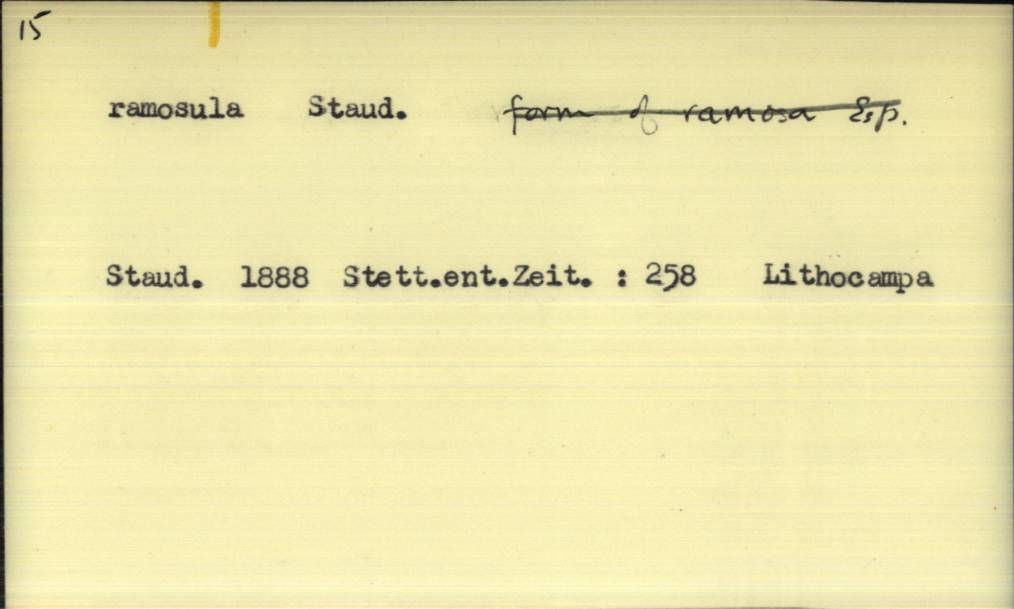 15
ramosula Staud. form of ramosa Esp.
Staud. 1888 Stett.ent.Zeit. : 258 Lithocampa